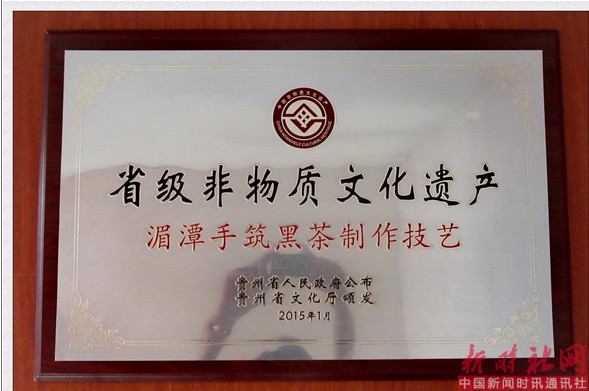 省级非物质文化遗产
湄潭手筑黑茶制作技艺
贵州省人民政府公布
贵州省文化厅颁发
2015年1月
新时社网
中国新闻时讯通讯社